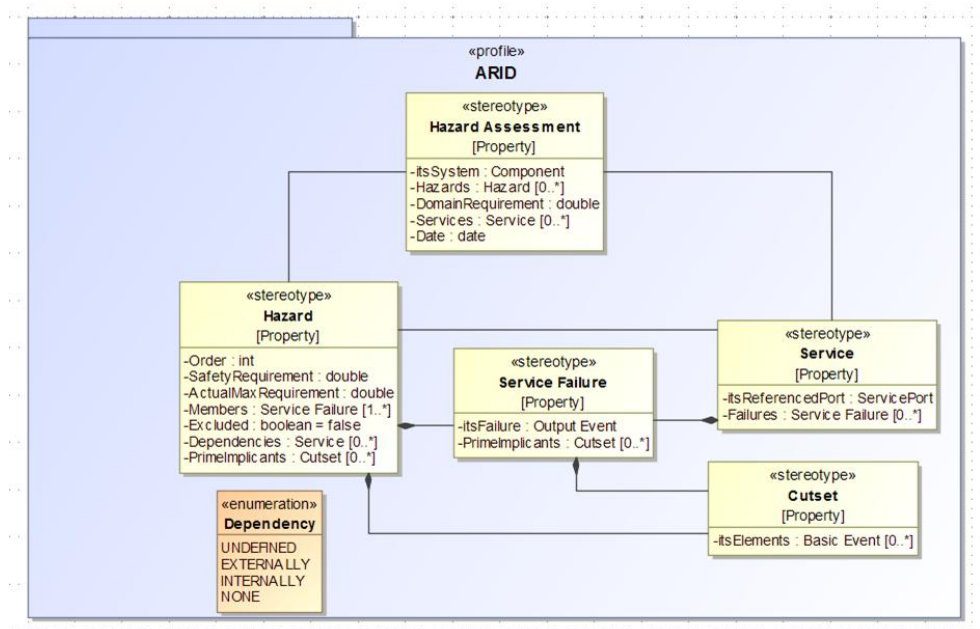 «profile»
ARID
«stereotype»
Hazard Assessment
[Property]
-itsSystem : Component
-Hazards : Hazard [0..*]
-DomainRequirement : double
-Services : Service [0..*]
-Date : date
«stereotype»
Hazard
[Property]
-Order : int
-SafetyRequirement : double
-ActualMaxRequirement : double
-Members : Service Failure [1..*]
-Excluded : boolean = false
-Dependencies : Service [0..*]
-PrimeImplicants : Cutset [0..*]
«stereotype»
Service Failure
[Property]
-itsFailure : Output Event
-PrimeImplicants : Cutset [0..*]
«stereotype»
Service
[Property]
-itsReferencedPort : ServicePort
-Failures : Service Failure [0..*]
«stereotype»
Cutset
[Property]
-itsElements : Basic Event [0..*]
«enumeration»
Dependency
UNDEFINED
EXTERNALLY
INTERNALLY
NONE